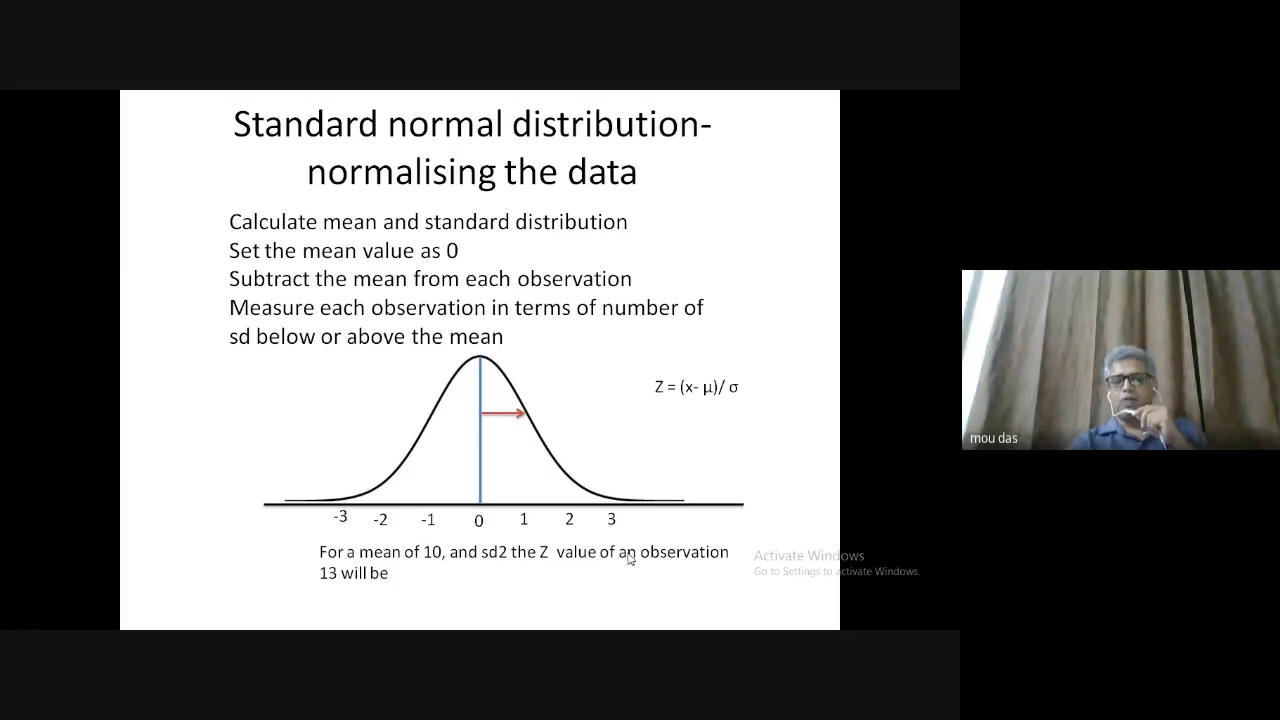 Standard normal distribution-
normalising the data
Calculate mean and standard distribution
Set the mean value as 0
Subtract the mean from each observation
Measure each observation in terms of number of
sd below or above the mean
Z = (x- μ)/ σ
-3 -2 -1 0 1 2 3
For a mean of 10, and sd2 the Z value of an observation
13 will be
Activate Windows
Go to Settings to activate Windows.
mou das